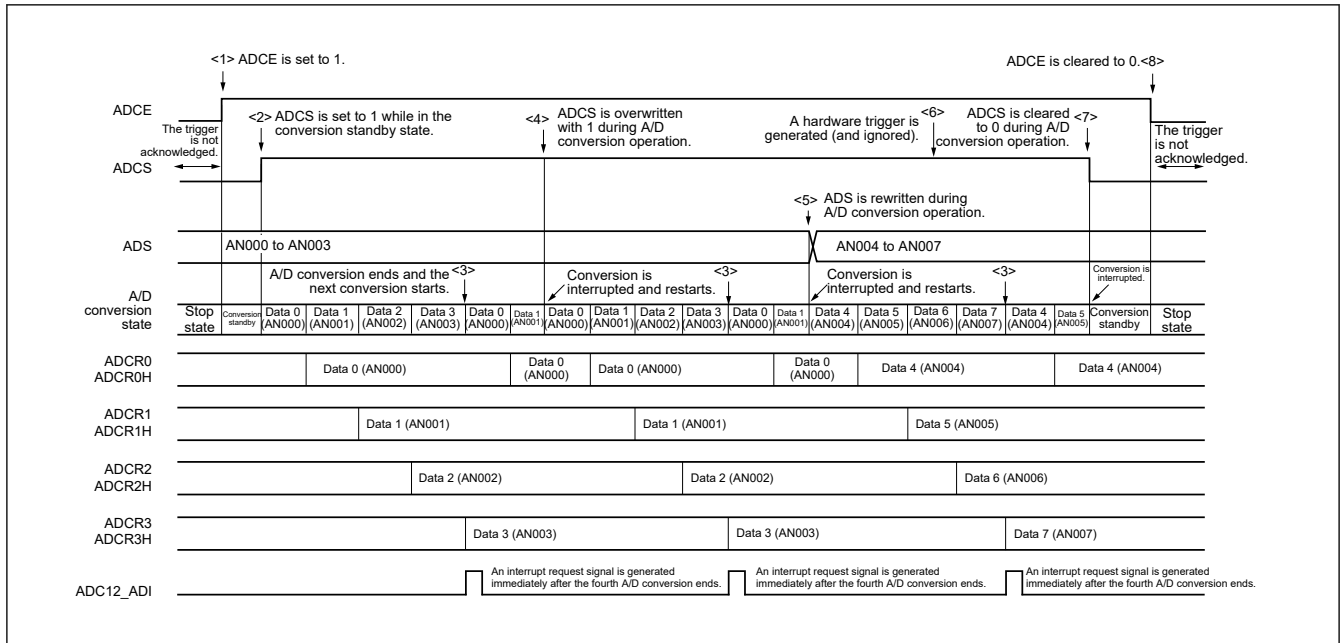 <1> ADCE is set to 1.
ADCE is cleared to 0.<8>
ADCE
The trigger
is not
acknowledged.
<2> ADCS is set to 1 while in the
conversion standby state.
<4> ADCS is overwritten
with 1 during A/D
conversion operation.
A hardware trigger is
generated (and ignored).
<6>
ADCS is cleared
to 0 during A/D
conversion operation.
<7>
The trigger
is not
acknowledged.
ADCS
<5> ADS is rewritten during
A/D conversion operation.
ADS
AN000 to AN003
AN004 to AN007
A/D conversion ends and the
next conversion starts.
<3>
Conversion is
interrupted and restarts.
<3>
Conversion is
interrupted and restarts.
<3>
Conversion is
interrupted.
A/D
conversion
state
Stop
state
Conversion
standby
Data 0
(AN000)
Data 1
(AN001)
Data 2
(AN002)
Data 3
(AN003)
Data 0
(AN000)
Data 1
(AN001)
Data 0
(AN000)
Data 1
(AN001)
Data 2
(AN002)
Data 3
(AN003)
Data 0
(AN000)
Data 1
(AN001)
Data 4
(AN004)
Data 5
(AN005)
Data 6
(AN006)
Data 7
(AN007)
Data 4
(AN004)
Data 5
(AN005)
Conversion
standby
Stop
state
ADCR0
ADCR0H
Data 0 (AN000)
Data 0
(AN000)
Data 0 (AN000)
Data 0
(AN000)
Data 4 (AN004)
Data 4 (AN004)
ADCR1
ADCR1H
Data 1 (AN001)
Data 1 (AN001)
Data 5 (AN005)
ADCR2
ADCR2H
Data 2 (AN002)
Data 2 (AN002)
Data 6 (AN006)
ADCR3
ADCR3H
Data 3 (AN003)
Data 3 (AN003)
Data 7 (AN007)
ADC12_ADI
An interrupt request signal is generated
immediately after the fourth A/D conversion ends.
An interrupt request signal is generated
immediately after the fourth A/D conversion ends.
An interrupt request signal is generated
immediately after the fourth A/D conversion ends.